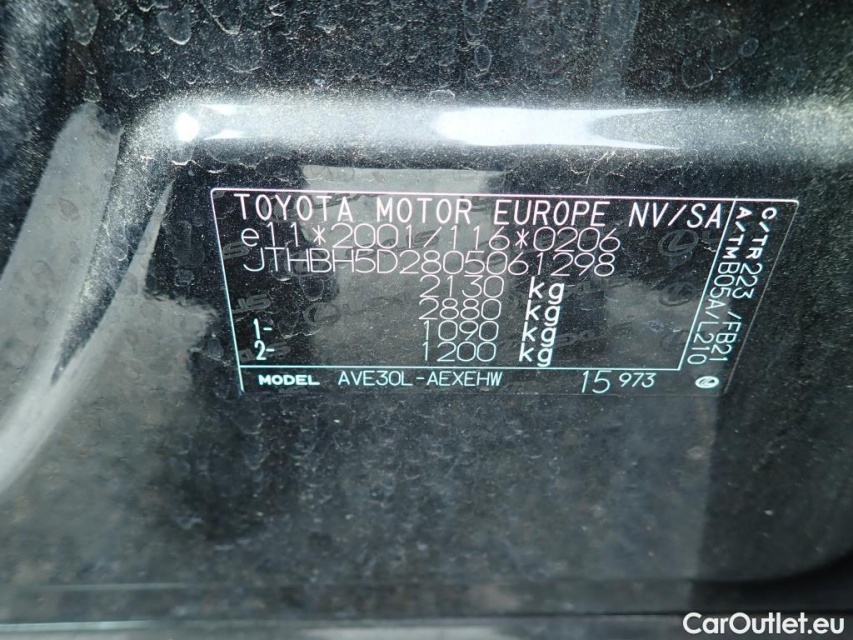 TOYOTA MOTOR EUROPE NV/SA
e11*2001/116*0206
JTHBH5D2805061298
2130 kg
2880 kg
1- 1090 kg
2- 1200 kg
MODEL AVE30L-AEXEHW 15 973
C/TR223 /FB21
A/TMB05A/L210
CarOutlet.eu